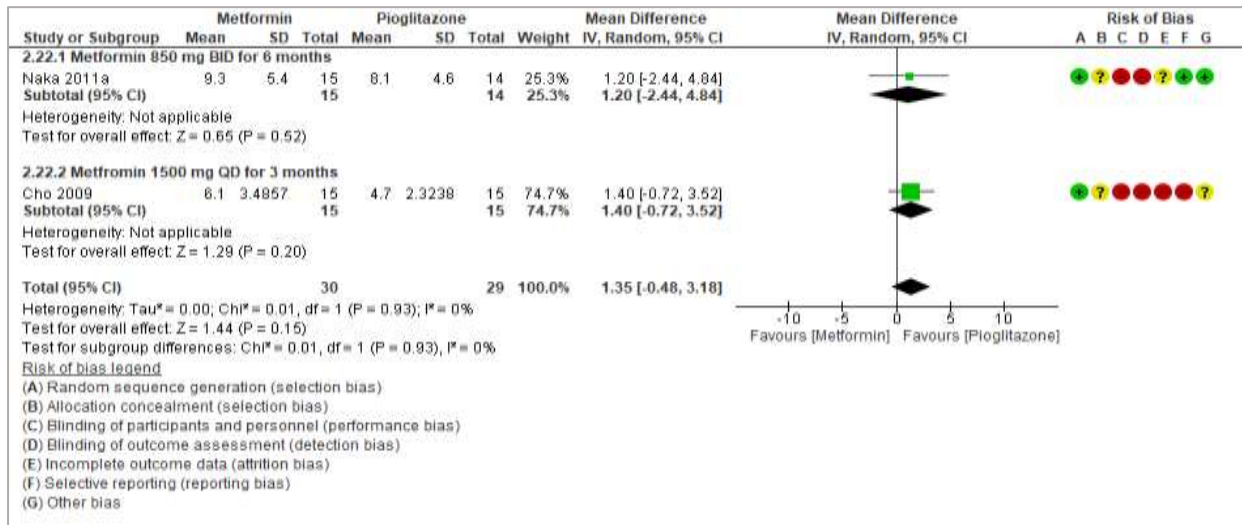 Metformin Pioglitazone Mean Difference Mean Difference Risk of Bias
Study or Subgroup Mean SD Total Mean SD Total Weight IV, Random, 95% CI IV, Random, 95% CI A B C D E F G
2.22.1 Metformin 850 mg BID for 6 months
Naka 2011a 9.3 5.4 15 8.1 4.6 14 25.3% 1.20 [-2.44, 4.84] + ? ? + +
Subtotal (95% CI) 15 14 25.3% 1.20 [-2.44, 4.84]
Heterogeneity: Not applicable
Test for overall effect: Z = 0.65 (P = 0.52)
2.22.2 Metfromin 1500 mg QD for 3 months
Cho 2009 6.1 3.4857 15 4.7 2.3238 15 74.7% 1.40 [-0.72, 3.52] + ? ?
Subtotal (95% CI) 15 15 74.7% 1.40 [-0.72, 3.52]
Heterogeneity: Not applicable
Test for overall effect: Z = 1.29 (P = 0.20)
Total (95% CI) 30 29 100.0% 1.35 [-0.48, 3.18]
Heterogeneity: Tau² = 0.00; Chi² = 0.01, df = 1 (P = 0.93); I² = 0%
Test for overall effect: Z = 1.44 (P = 0.15)
Test for subgroup differences: Chi² = 0.01, df = 1 (P = 0.93), I² = 0%
-10 -5 0 5 10
Favours [Metformin] Favours [Pioglitazone]
Risk of bias legend
(A) Random sequence generation (selection bias)
(B) Allocation concealment (selection bias)
(C) Blinding of participants and personnel (performance bias)
(D) Blinding of outcome assessment (detection bias)
(E) Incomplete outcome data (attrition bias)
(F) Selective reporting (reporting bias)
(G) Other bias